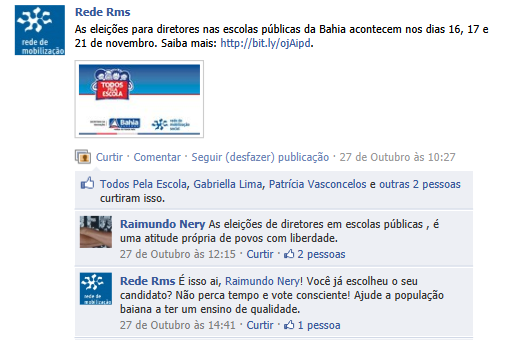 Rede Rms
As eleições para diretores nas escolas públicas da Bahia acontecem nos dias 16, 17 e
21 de novembro. Saiba mais: http://bit.ly/ojAipd.
rede de
mobilização
TODOS
ESCOLA
Bahia
rede de
mobilização
social
Curtir · Comentar · Seguir (desfazer) publicação · 27 de Outubro às 10:27
Todos Pela Escola, Gabriella Lima, Patrícia Vasconcelos e outras 2 pessoas
curtiram isso.
Raimundo Nery As eleições de diretores em escolas públicas , é
uma atitude própria de povos com liberdade.
27 de Outubro às 12:15 · Curtir · 2 pessoas
Rede Rms É isso ai, Raimundo Nery! Você já escolheu o seu
candidato? Não perca tempo e vote consciente! Ajude a população
baiana a ter um ensino de qualidade.
rede de
mobilização
27 de Outubro às 14:41 · Curtir · 1 pessoa